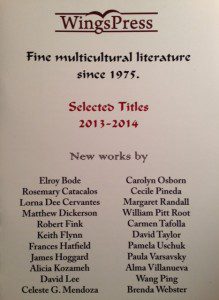 WingsPress
Fine multicultural literature
since 1975.
Selected Titles
2013-2014
New works by
Elroy Bode
Rosemary Catacalos
Lorna Dee Cervantes
Matthew Dickerson
Robert Fink
Keith Flynn
Frances Hatfield
James Hoggard
Alicia Kozameh
David Lee
Celeste G. Mendoza
Carolyn Osborn
Cecile Pineda
Margaret Randall
William Pitt Root
Carmen Tafolla
David Taylor
Pamela Uschuk
Paula Varsavsky
Alma Villanueva
Wang Ping
Brenda Webster